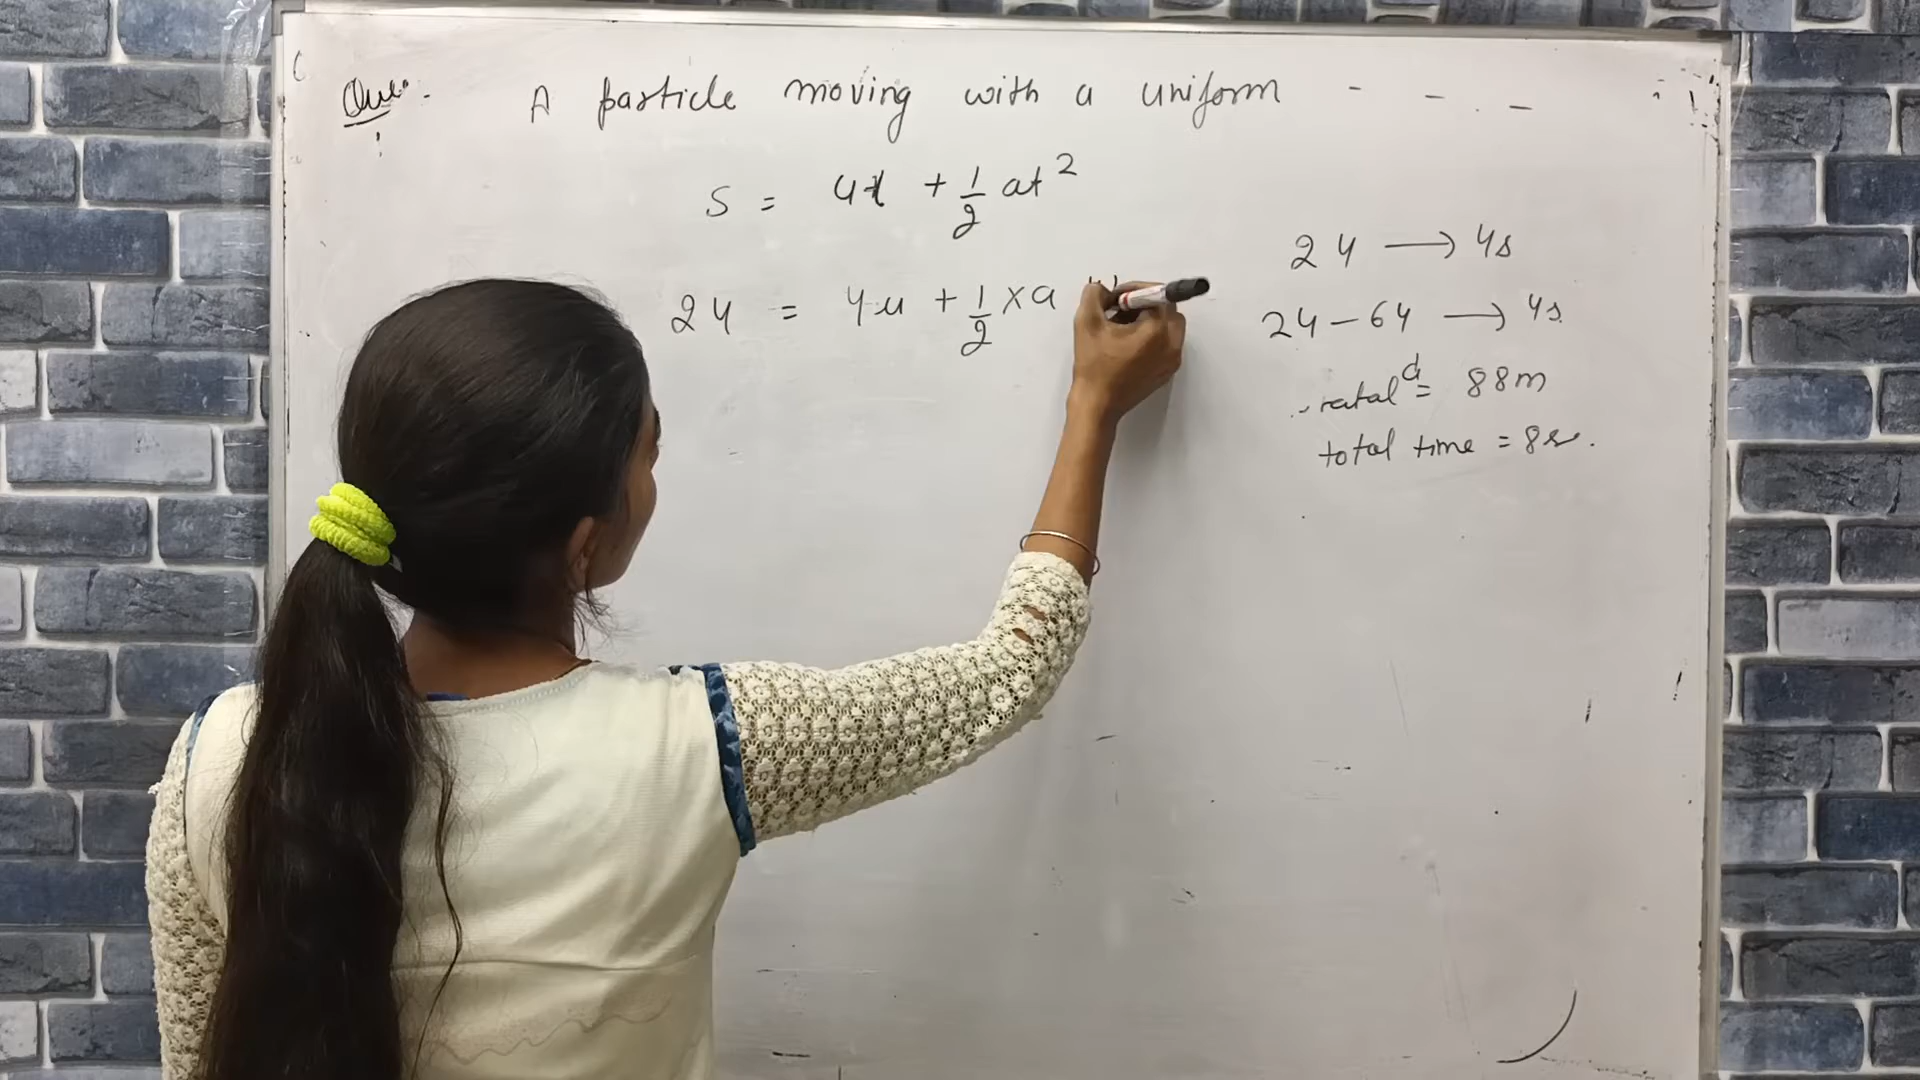 Que:- A particle moving with a uniform - - . -
S = ut + 1/2 at²
24 = 4u + 1/2 × a
24 → 4s
24-64 → 4s
total d = 88m
total time = 8s.